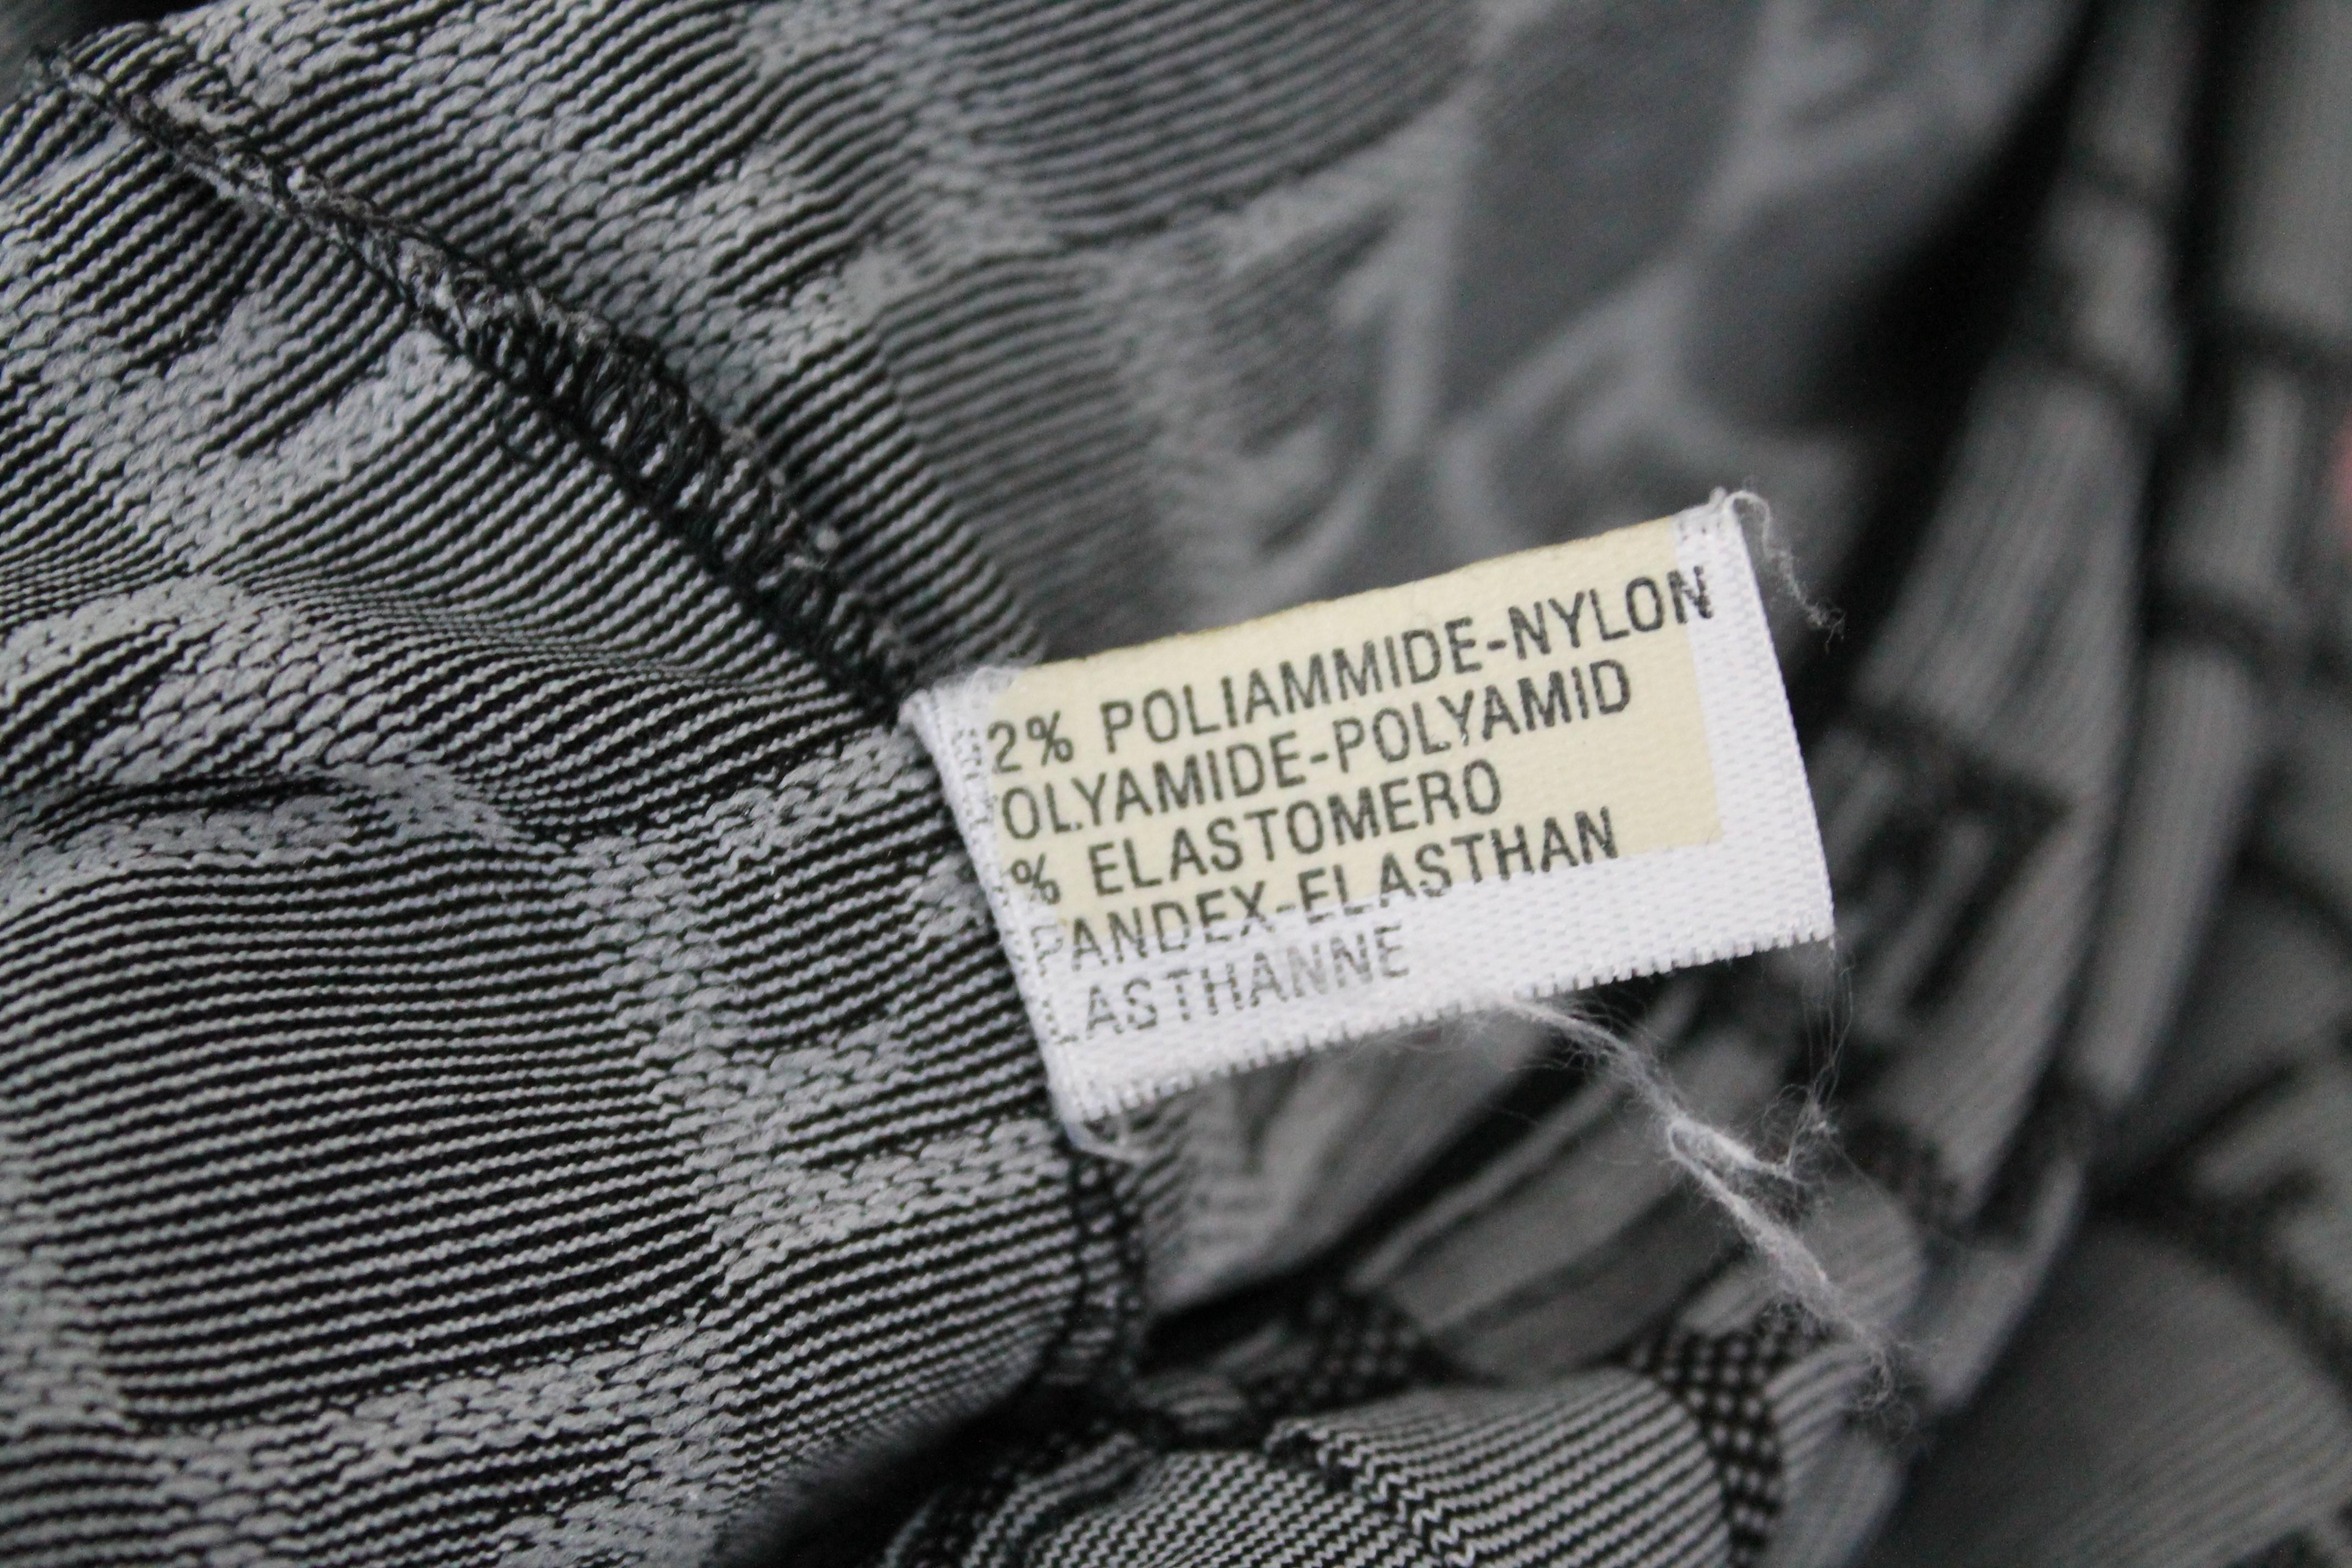 2% POLIAMMIDE-NYLON
OLYAMIDE-POLYAMID
% ELASTOMERO
PANDEX-ELASTHAN
LASTHANNE